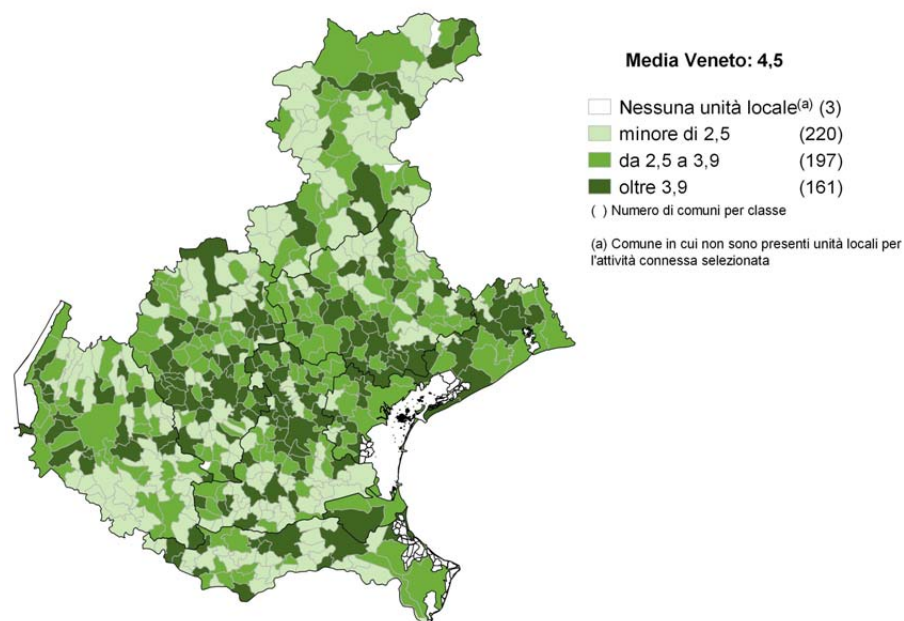 Media Veneto: 4,5
Nessuna unità locale(a) (3)
minore di 2,5 (220)
da 2,5 a 3,9 (197)
oltre 3,9 (161)
( ) Numero di comuni per classe
(a) Comune in cui non sono presenti unità locali per
l'attività connessa selezionata